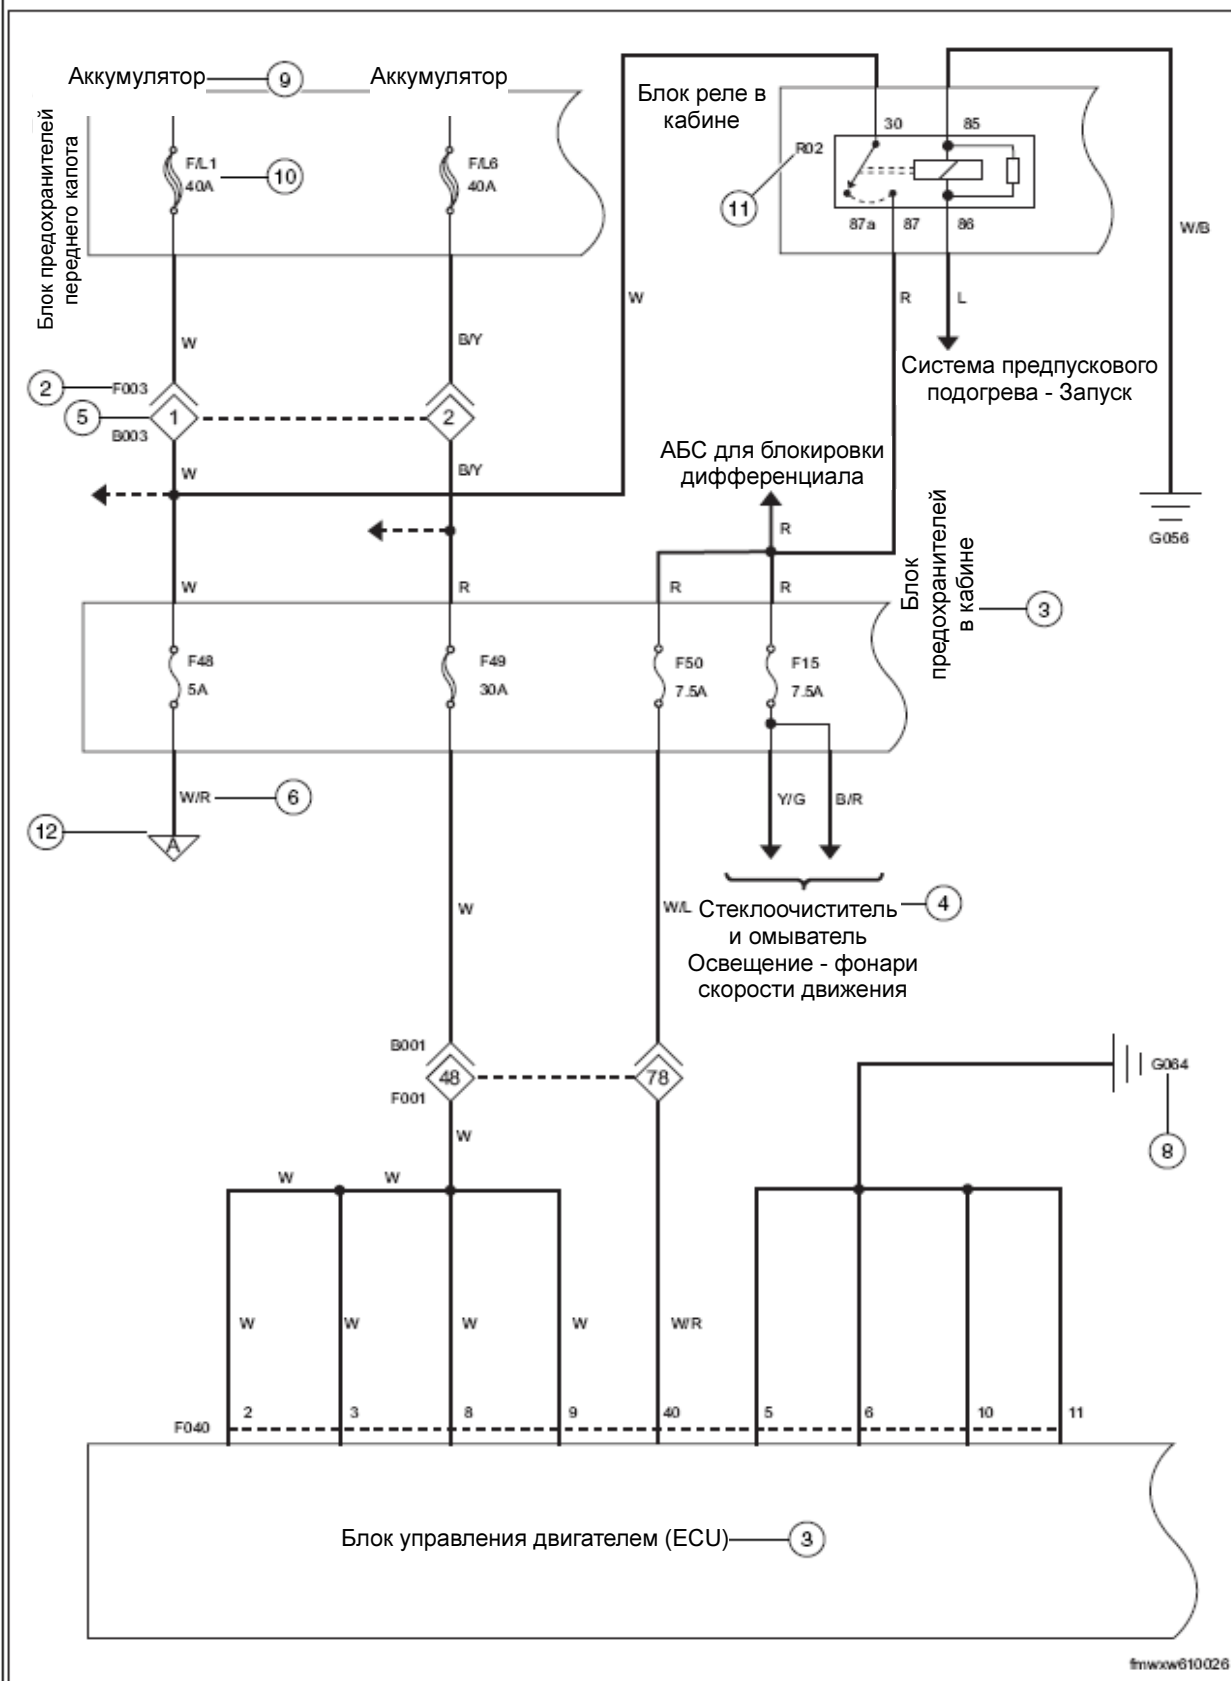 Аккумулятор
9
Аккумулятор
Блок предохранителей
переднего капота
F/L1
40A
10
F/L6
40A
Блок реле в
кабине
R02
11
30
85
87a
87
86
W/B
W
R
L
W
B/Y
Система предпускового
подогрева - Запуск
2
F003
5
1
B003
2
W
B/Y
АБС для блокировки
дифференциала
R
G056
Блок
предохранителей
в кабине
3
W
R
R
R
F48
5A
F49
30A
F50
7.5A
F15
7.5A
W/R
6
12
A
Y/G
B/R
W
W/L
Стеклоочиститель
и омыватель
Освещение - фонари
скорости движения
4
B001
48
F001
78
G064
8
W
W
W
W
W
W
W
W/R
F040
2
3
8
9
40
5
6
10
11
Блок управления двигателем (ECU)
3
fmwxw610026